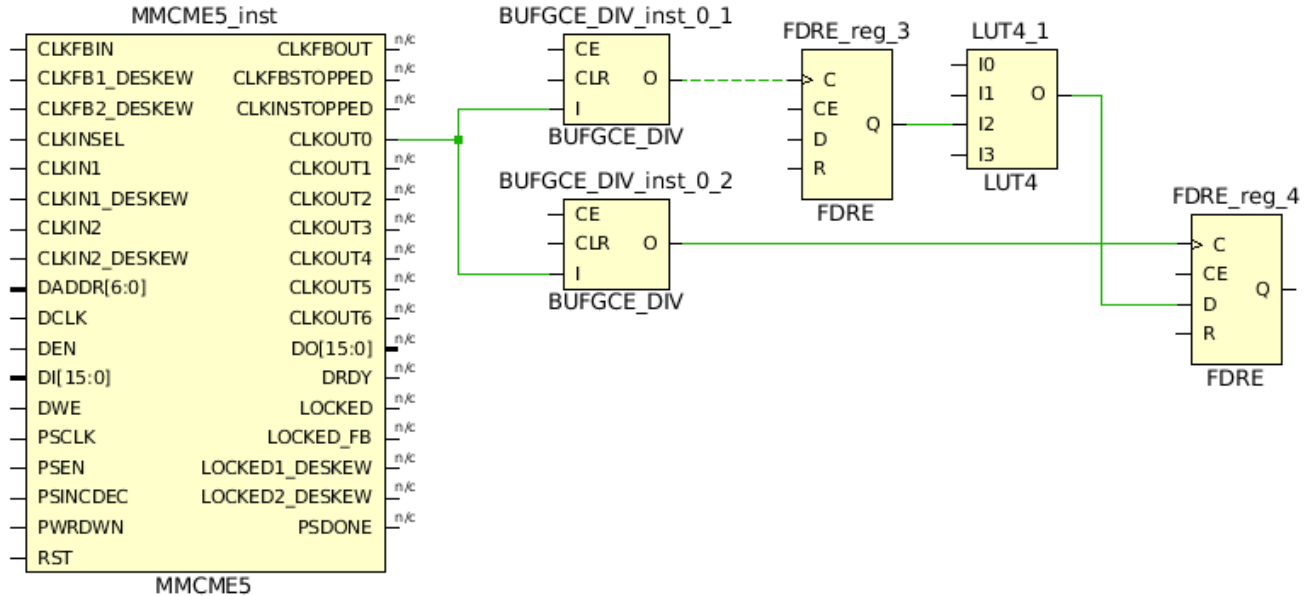 MMCME5_inst
CLKFBIN
CLKFB1_DESKEW
CLKFB2_DESKEW
CLKINSEL
CLKIN1
CLKIN1_DESKEW
CLKIN2
CLKIN2_DESKEW
DADDR[6:0]
DCLK
DEN
DI[15:0]
DWE
PSCLK
PSEN
PSINCDEC
PWRDWN
RST
CLKFBOUT n/c
CLKFBSTOPPED n/c
CLKINSTOPPED n/c
CLKOUT0
CLKOUT1 n/c
CLKOUT2 n/c
CLKOUT3 n/c
CLKOUT4 n/c
CLKOUT5 n/c
CLKOUT6 n/c
DO[15:0] n/c
DRDY n/c
LOCKED n/c
LOCKED_FB n/c
LOCKED1_DESKEW n/c
LOCKED2_DESKEW n/c
PSDONE n/c
MMCME5
BUFGCE_DIV_inst_0_1
CE
CLR
I
O
BUFGCE_DIV
BUFGCE_DIV_inst_0_2
CE
CLR
I
O
BUFGCE_DIV
FDRE_reg_3
C
CE
D
R
Q
FDRE
LUT4_1
I0
I1
I2
I3
O
LUT4
FDRE_reg_4
C
CE
D
R
Q
FDRE